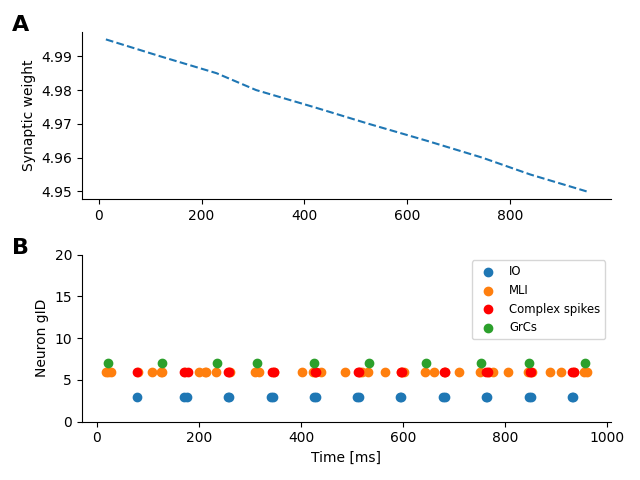 A
Synaptic weight
4.99
4.98
4.97
4.96
4.95
0 200 400 600 800
B
Neuron gID
20
15
10
5
0
IO
MLI
Complex spikes
GrCs
0 200 400 600 800 1000
Time [ms]